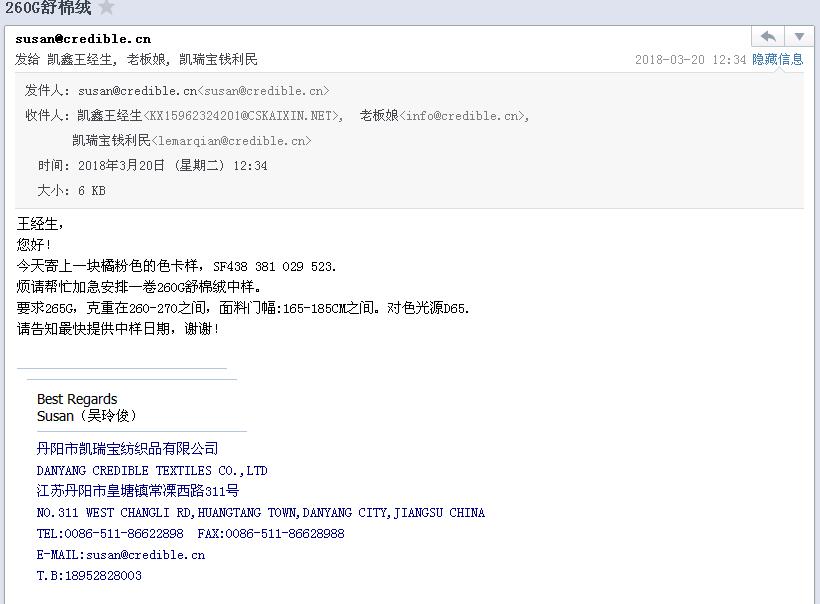 260G舒棉绒
susan@credible.cn
发给 凯鑫王经生, 老板娘, 凯瑞宝钱利民
2018-03-20 12:34 隐藏信息
发件人: susan@credible.cn<susan@credible.cn>
收件人: 凯鑫王经生<KX15962324201@CSKAIXIN.NET>, 老板娘<info@credible.cn>,
凯瑞宝钱利民<lemarqian@credible.cn>
时间: 2018年3月20日 (星期二) 12:34
大小: 6 KB
王经生,
您好!
今天寄上一块橘粉色的色卡样, SF438 381 029 523.
烦请帮忙加急安排一卷260G舒棉绒中样。
要求265G, 克重在260-270之间, 面料门幅:165-185CM之间。对色光源D65.
请告知最快提供中样日期, 谢谢!
Best Regards
Susan (吴玲俊)
丹阳市凯瑞宝纺织品有限公司
DANYANG CREDIBLE TEXTILES CO.,LTD
江苏丹阳市皇塘镇常溧西路311号
NO.311 WEST CHANGLI RD,HUANGTANG TOWN,DANYANG CITY,JIANGSU CHINA
TEL:0086-511-86622898 FAX:0086-511-86628988
E-MAIL:susan@credible.cn
T.B:18952828003